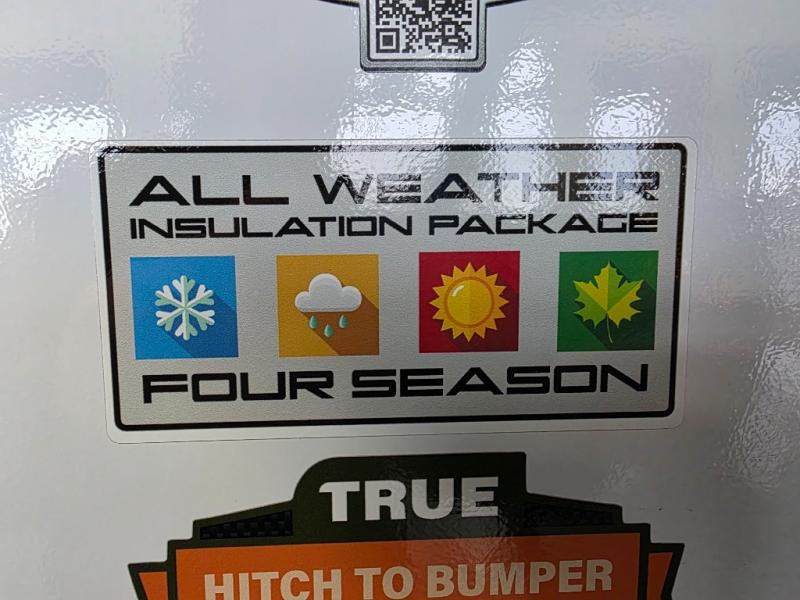 ALL WEATHER
INSULATION PACKAGE
FOUR SEASON
TRUE
HITCH TO BUMPER